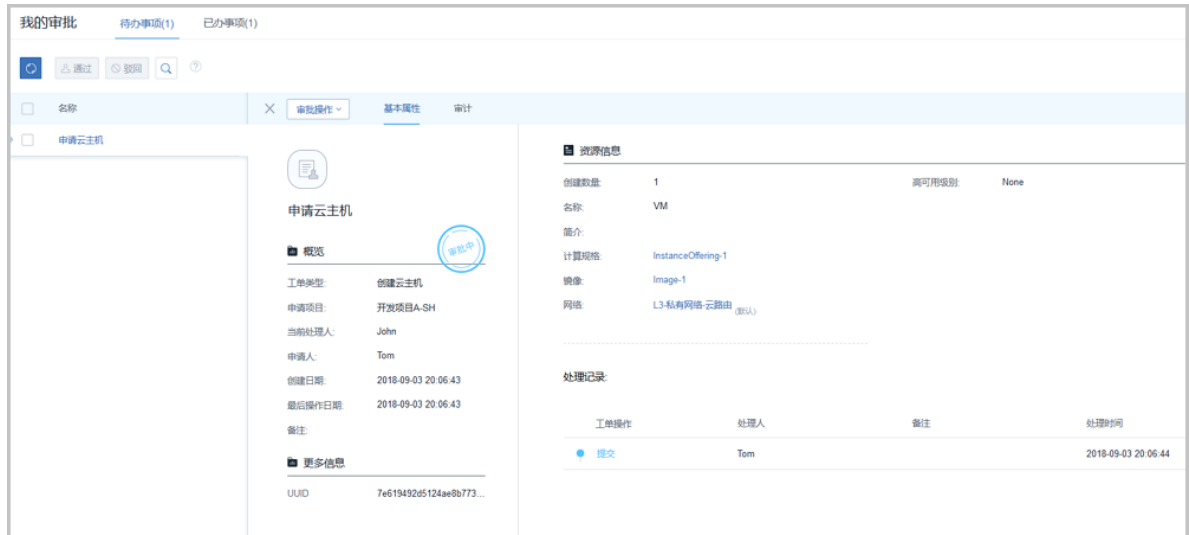 我的审批 待办事项(1) 已办事项(1)
通过 驳回
名称 审批操作 基本属性 审计
申请云主机
申请云主机
审批中
概览
工单类型: 创建云主机
申请项目: 开发项目A-SH
当前处理人: John
申请人: Tom
创建日期: 2018-09-03 20:06:43
最后操作日期: 2018-09-03 20:06:43
备注:
更多信息
UUID 7e619492d5124ae8b773...
资源信息
创建数量: 1 高可用级别: None
名称: VM
简介:
计算规格: InstanceOffering-1
镜像: Image-1
网络: L3-私有网络-云路由 (默认)
处理记录:
工单操作 处理人 备注 处理时间
提交 Tom 2018-09-03 20:06:44